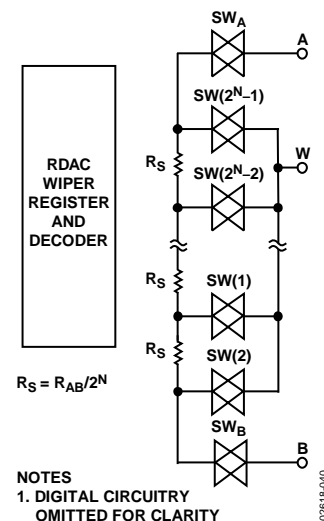 SWA
A
SW(2N–1)
W
RS
SW(2N–2)
RDAC
WIPER
REGISTER
AND
DECODER
RS
SW(1)
RS
SW(2)
RS = RAB/2N
SWB
B
NOTES
1. DIGITAL CIRCUITRY
OMITTED FOR CLARITY
02618-040